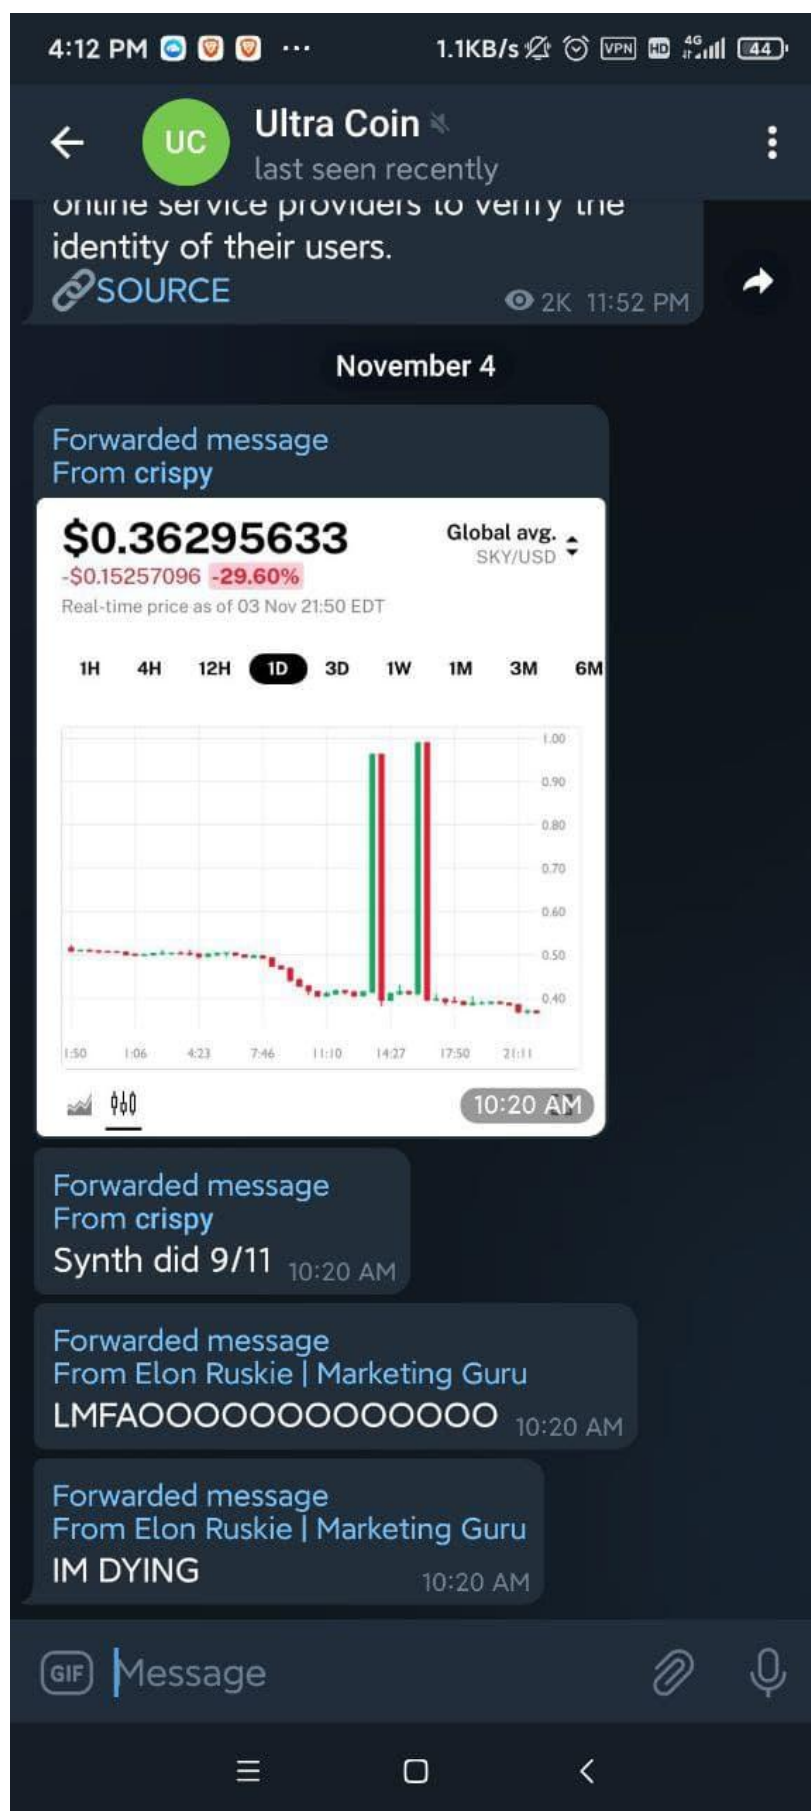 4:12 PM ... 1.1KB/s VPN HD 4G 44
UC
Ultra Coin
last seen recently
online service providers to verify the
identity of their users.
SOURCE
2K 11:52 PM
November 4
Forwarded message
From crispy
$0.36295633
Global avg.
SKY/USD
-$0.15257096 -29.60%
Real-time price as of 03 Nov 21:50 EDT
1H 4H 12H 1D 3D 1W 1M 3M 6M
1.00
0.90
0.80
0.70
0.60
0.50
0.40
1:50 1:06 4:23 7:46 11:10 14:27 17:50 21:11
10:20 AM
Forwarded message
From crispy
Synth did 9/11 10:20 AM
Forwarded message
From Elon Ruskie | Marketing Guru
LMFAOOOOOOOOOOOOOO 10:20 AM
Forwarded message
From Elon Ruskie | Marketing Guru
IM DYING 10:20 AM
GIF Message